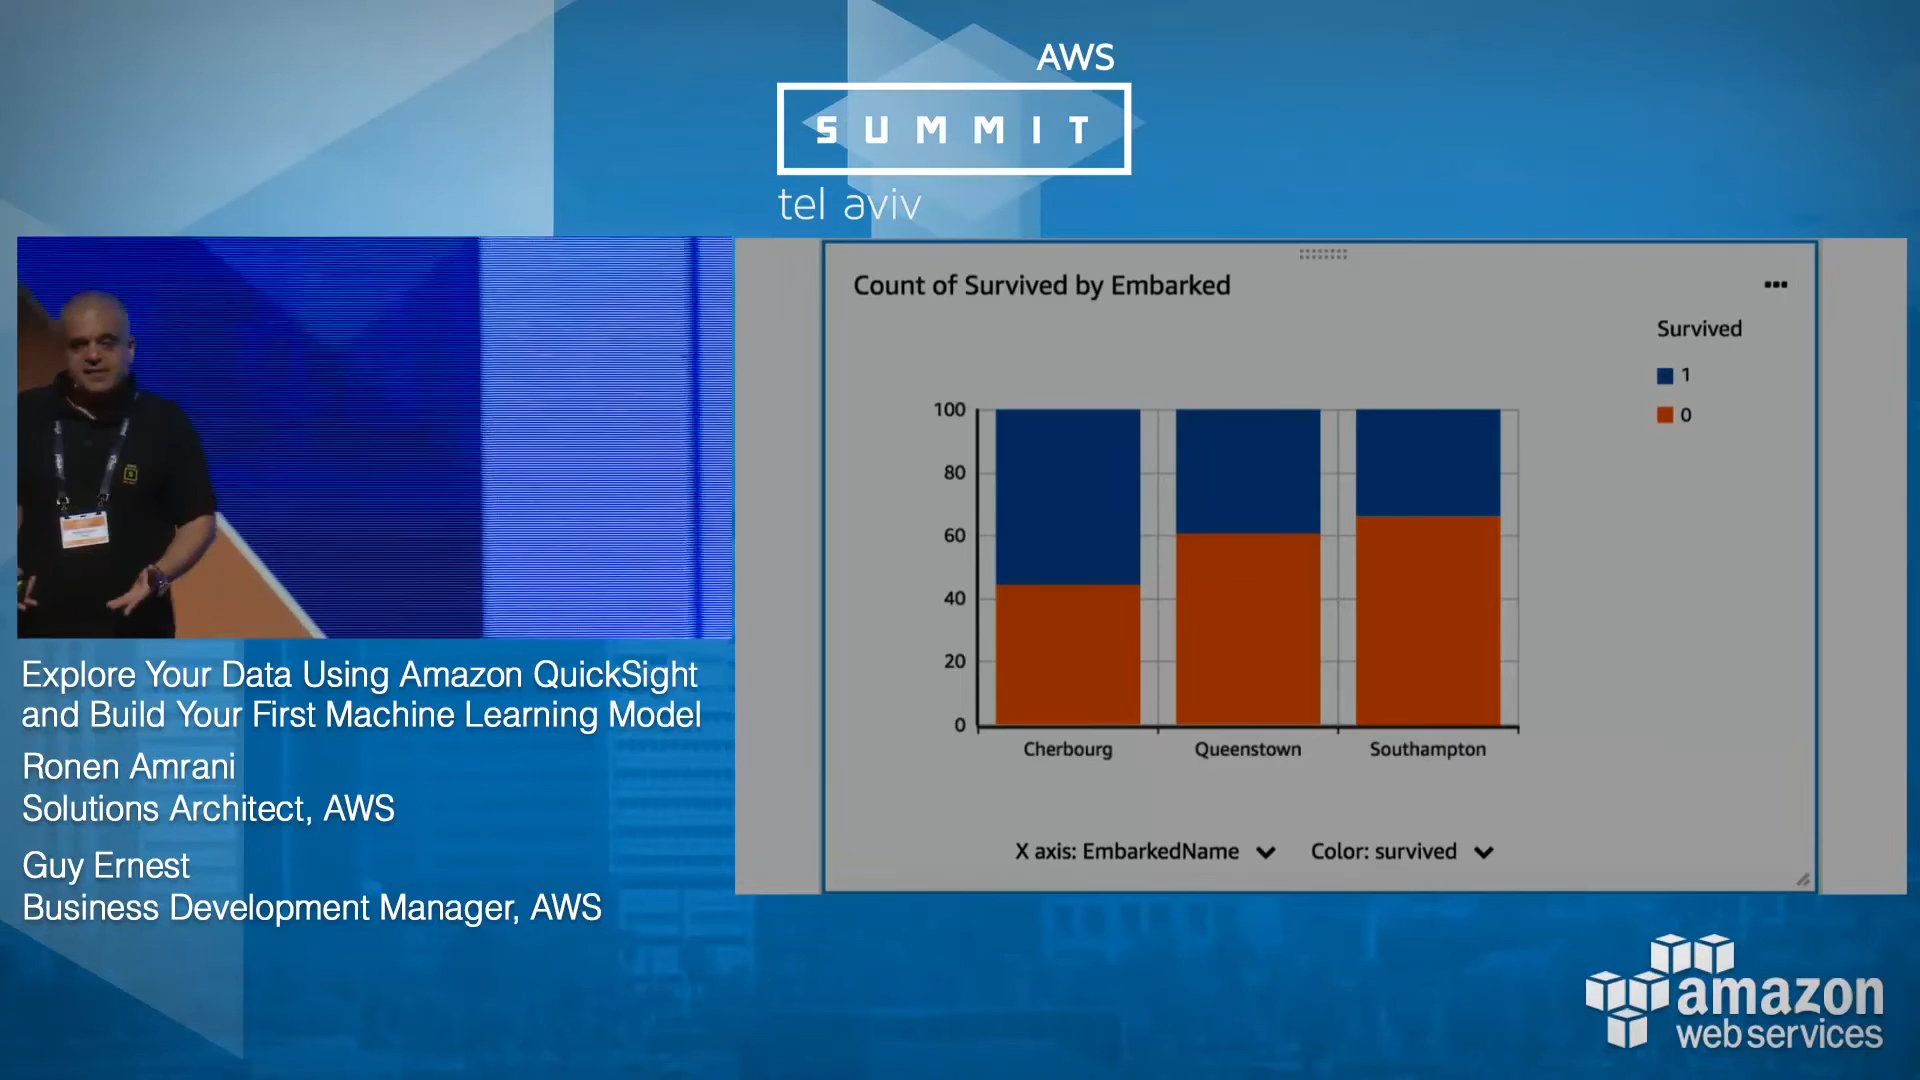 AWS
SUMMIT
tel aviv
Count of Survived by Embarked
Survived
1
0
100
80
60
40
20
0
Cherbourg Queenstown Southampton
X axis: EmbarkedName Color: survived
Explore Your Data Using Amazon QuickSight
and Build Your First Machine Learning Model
Ronen Amrani
Solutions Architect, AWS
Guy Ernest
Business Development Manager, AWS
amazon
web services